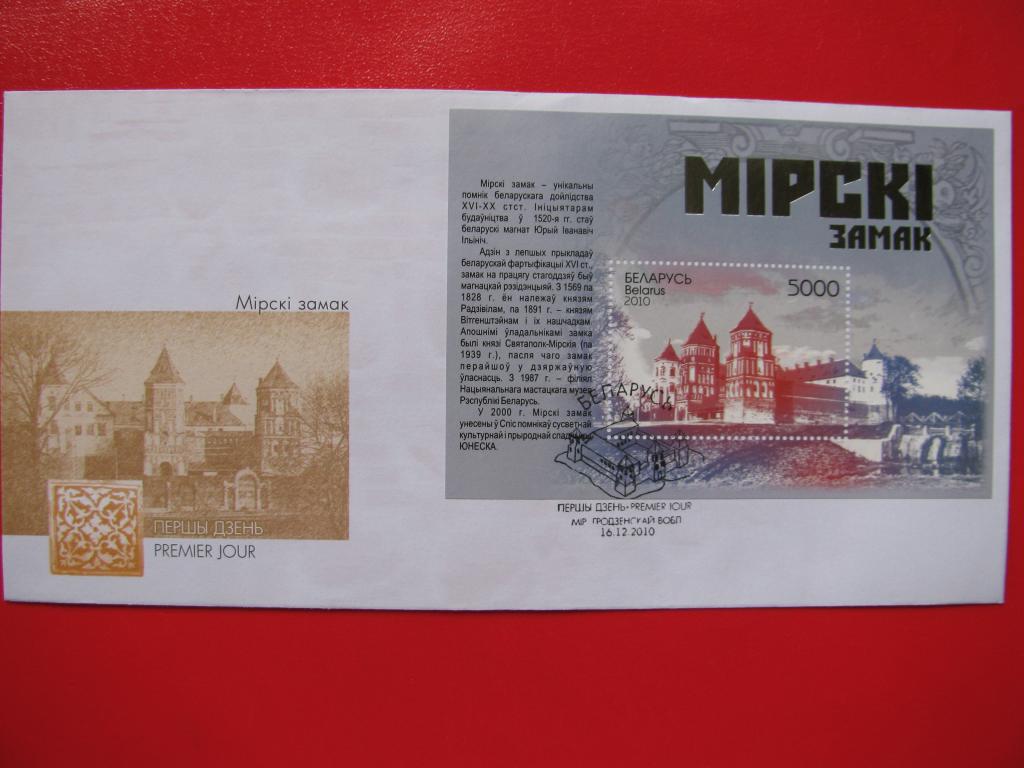 Мірскі замак
ПЕРШЫ ДЗЕНЬ
PREMIER JOUR
МІРСКІ
ЗАМАК
Мірскі замак – унікальны
помнік беларускага дойлідства
XVI-XX стст. Ініцыятарам
будаўніцтва ў 1520-я гг. стаў
беларускі магнат Юрый Іванавіч
Ільініч.
Адзін з лепшых прыкладаў
беларускай фартыфікацыі XVI ст.,
замак на працягу стагоддзяў быў
магнацкай рэзідэнцыяй. З 1569 па
1828 г. ён належаў князям
Радзівілам, па 1891 г. – князям
Вітгенштэйнам і іх нашчадкам.
Апошнімі ўладальнікамі замка
былі князі Святаполк-Мірскія (па
1939 г.), пасля чаго замак
перайшоў у дзяржаўную
ўласнасць. З 1987 г. – філіял
Нацыянальнага мастацкага музея
Рэспублікі Беларусь.
У 2000 г. Мірскі замак
унесены ў Спіс помнікаў сусветнай
культурнай і прыроднай спадчыны
ЮНЕСКА.
БЕЛАРУСЬ
Belarus
2010
5000
БЕЛАРУСЬ
ПЕРШЫ ДЗЕНЬ • PREMIER JOUR
МІР ГРОДЗЕНСКАЙ ВОБЛ
16.12.2010